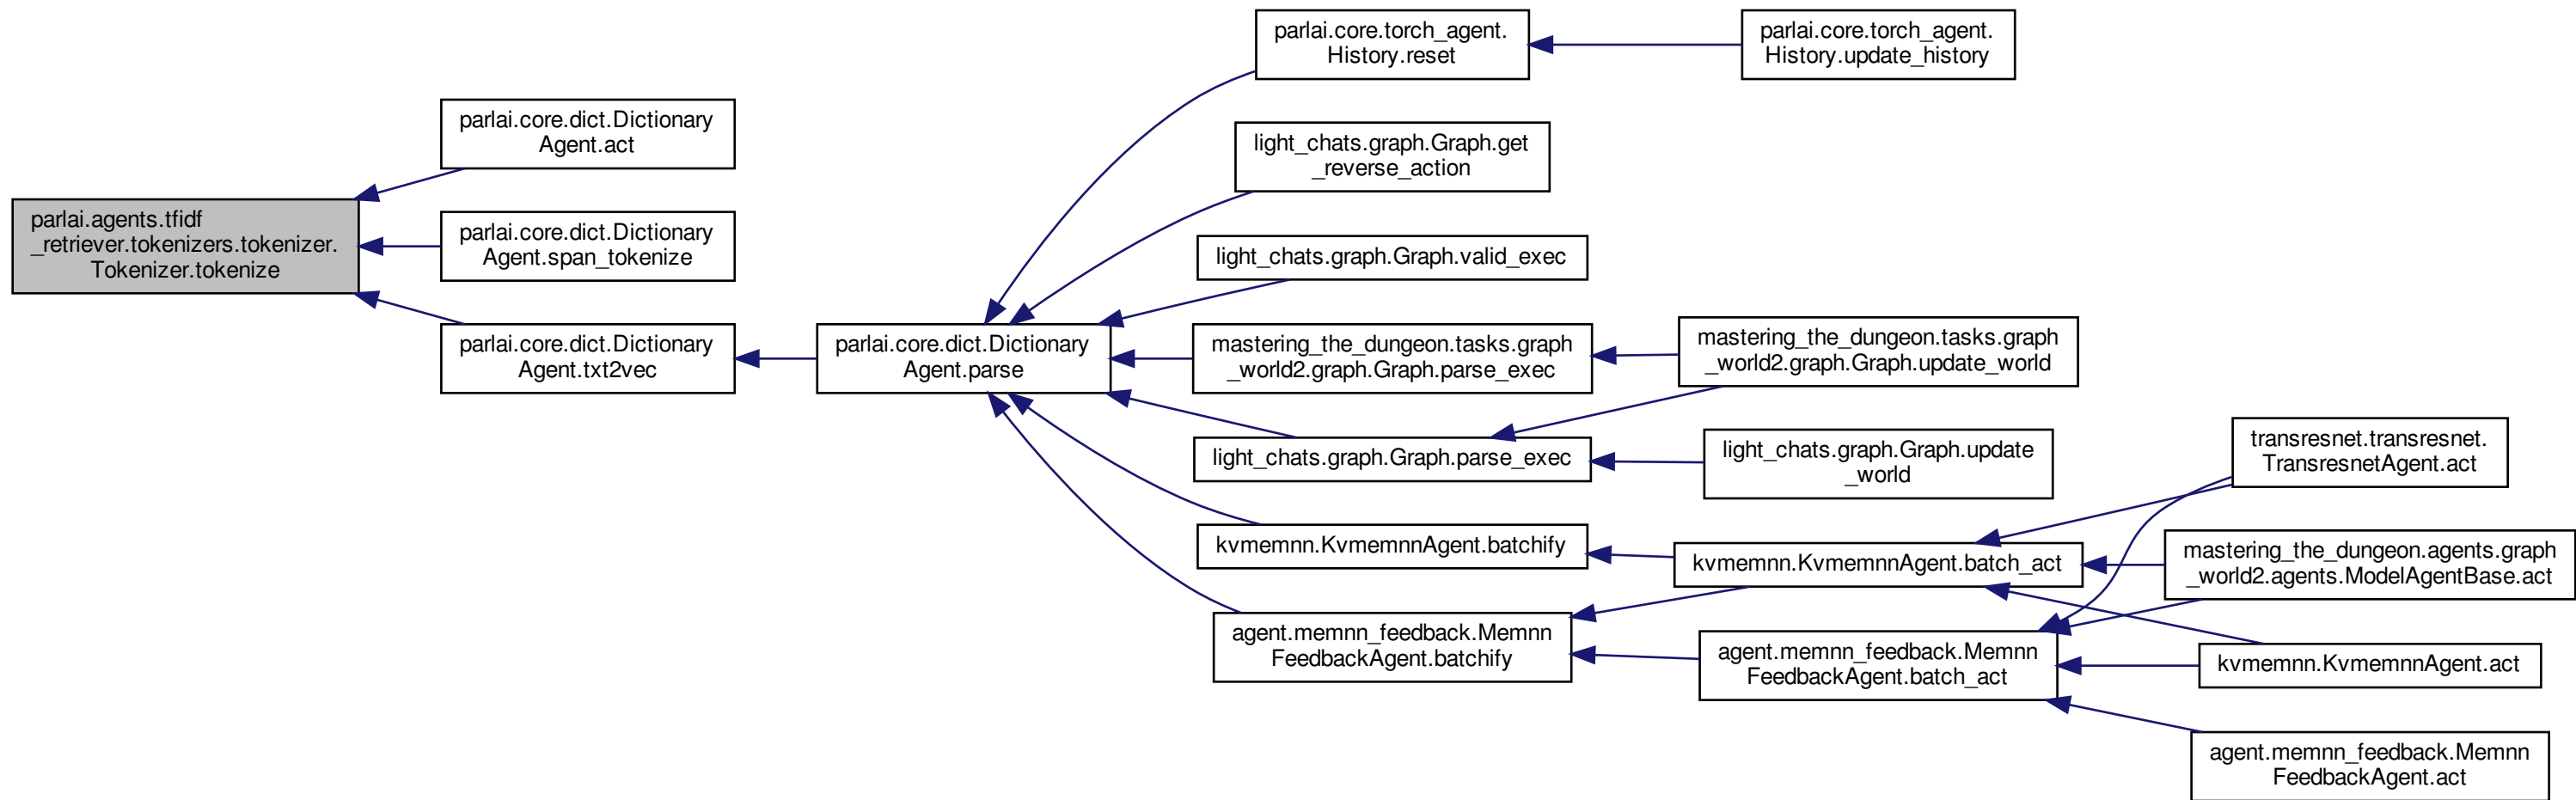 parlai.core.torch_agent.
History.reset
parlai.core.torch_agent.
History.update_history
parlai.core.dict.Dictionary
Agent.act
light_chats.graph.Graph.get
_reverse_action
parlai.agents.tfidf
_retriever.tokenizers.tokenizer.
Tokenizer.tokenize
parlai.core.dict.Dictionary
Agent.span_tokenize
light_chats.graph.Graph.valid_exec
parlai.core.dict.Dictionary
Agent.txt2vec
parlai.core.dict.Dictionary
Agent.parse
mastering_the_dungeon.tasks.graph
_world2.graph.Graph.parse_exec
mastering_the_dungeon.tasks.graph
_world2.graph.Graph.update_world
light_chats.graph.Graph.parse_exec
light_chats.graph.Graph.update
_world
transresnet.transresnet.
TransresnetAgent.act
kvmemnn.KvmemnnAgent.batchify
kvmemnn.KvmemnnAgent.batch_act
mastering_the_dungeon.agents.graph
_world2.agents.ModelAgentBase.act
agent.memnn_feedback.Memnn
FeedbackAgent.batchify
agent.memnn_feedback.Memnn
FeedbackAgent.batch_act
kvmemnn.KvmemnnAgent.act
agent.memnn_feedback.Memnn
FeedbackAgent.act